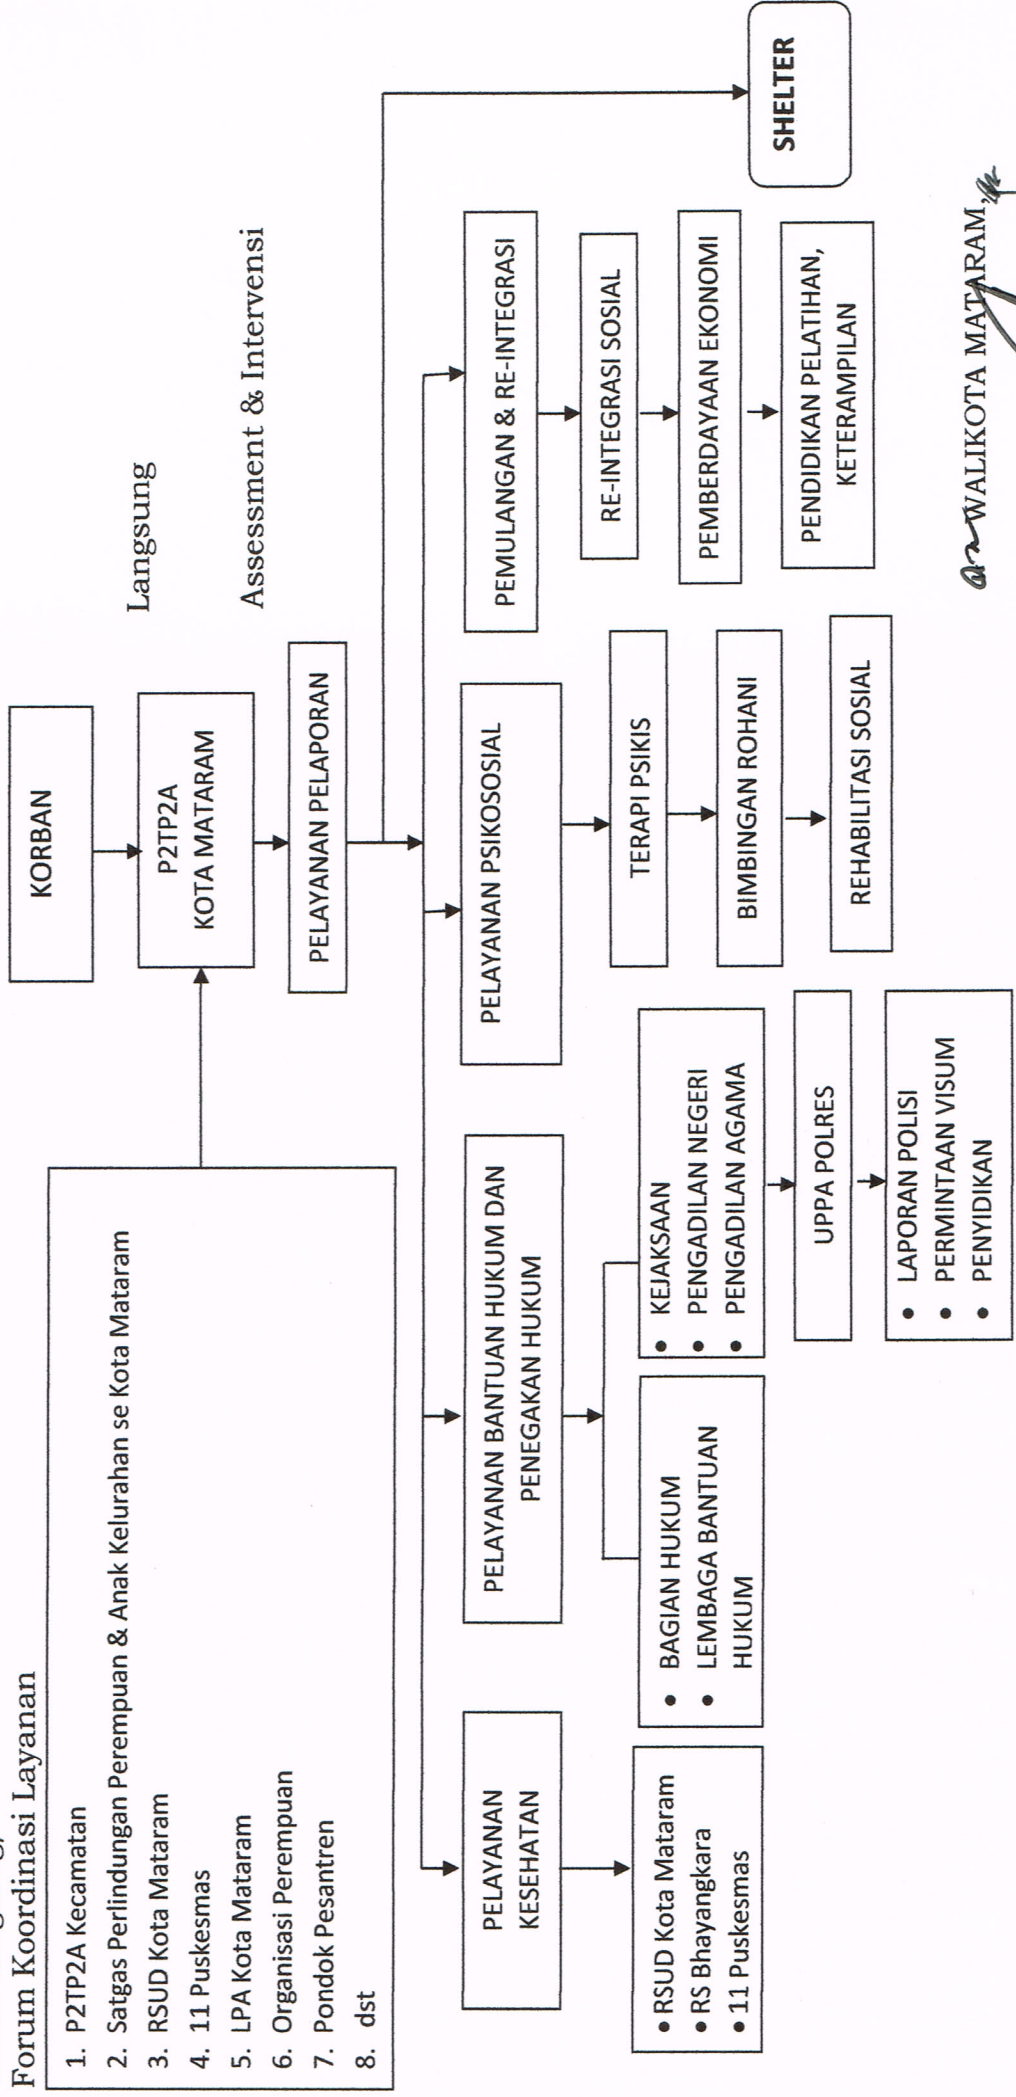 Forum Koordinasi Layanan
1. P2TP2A Kecamatan
2. Satgas Perlindungan Perempuan & Anak Kelurahan se Kota Mataram
3. RSUD Kota Mataram
4. 11 Puskesmas
5. LPA Kota Mataram
6. Organisasi Perempuan
7. Pondok Pesantren
8. dst
KORBAN
Langsung
P2TP2A
KOTA MATARAM
Assessment & Intervensi
PELAYANAN PELAPORAN
PELAYANAN
KESEHATAN
• RSUD Kota Mataram
• RS Bhayangkara
• 11 Puskesmas
PELAYANAN BANTUAN HUKUM DAN
PENEGAKAN HUKUM
• BAGIAN HUKUM
• LEMBAGA BANTUAN
HUKUM
• KEJAKSAAN
• PENGADILAN NEGERI
• PENGADILAN AGAMA
UPPA POLRES
• LAPORAN POLISI
• PERMINTAAN VISUM
• PENYIDIKAN
PELAYANAN PSIKOSOSIAL
TERAPI PSIKIS
BIMBINGAN ROHANI
REHABILITASI SOSIAL
PEMULANGAN & RE-INTEGRASI
RE-INTEGRASI SOSIAL
PEMBERDAYAAN EKONOMI
PENDIDIKAN PELATIHAN,
KETERAMPILAN
SHELTER
WALIKOTA MATARAM,